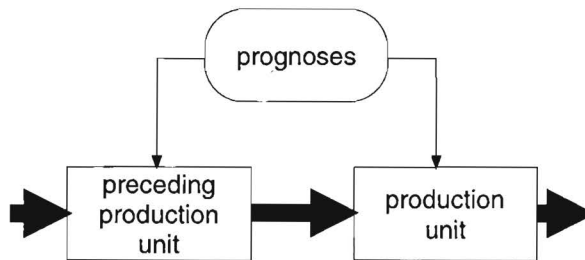 prognoses
preceding
production
unit
production
unit